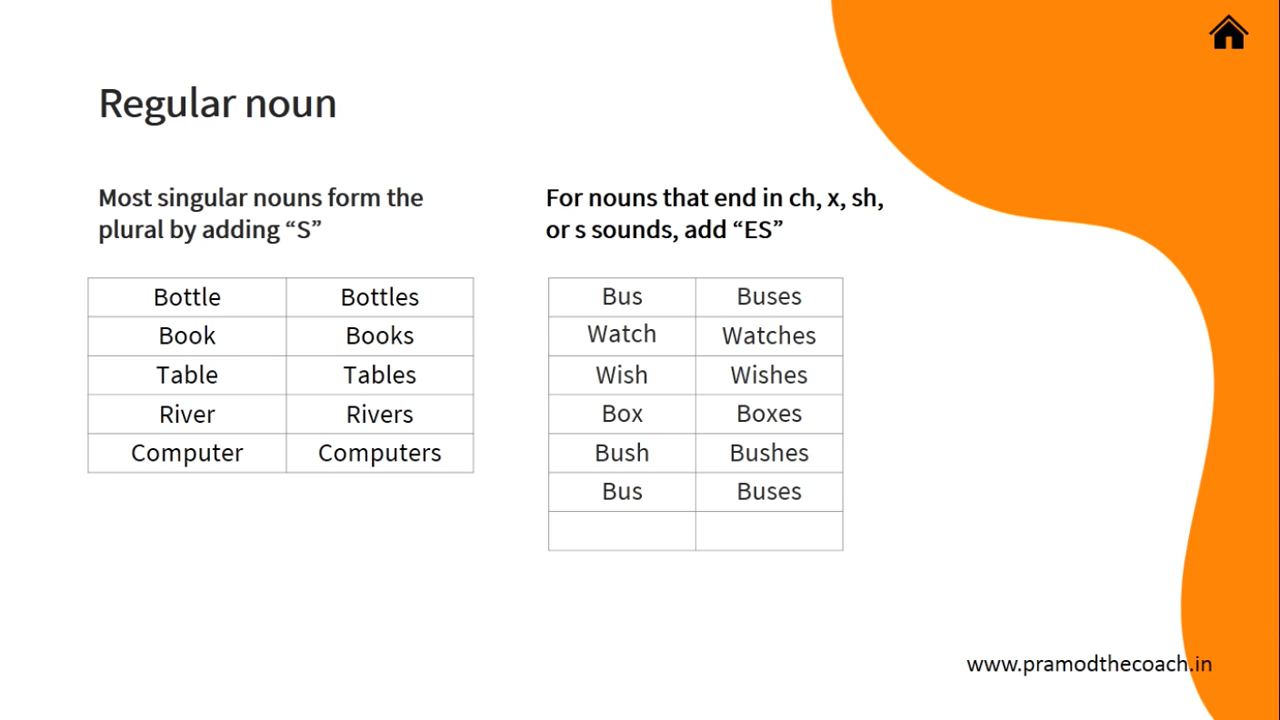 Regular noun
Most singular nouns form the
plural by adding “S”
Bottle Bottles
Book Books
Table Tables
River Rivers
Computer Computers
For nouns that end in ch, x, sh,
or s sounds, add “ES”
Bus Buses
Watch Watches
Wish Wishes
Box Boxes
Bush Bushes
Bus Buses
www.pramodthecoach.in